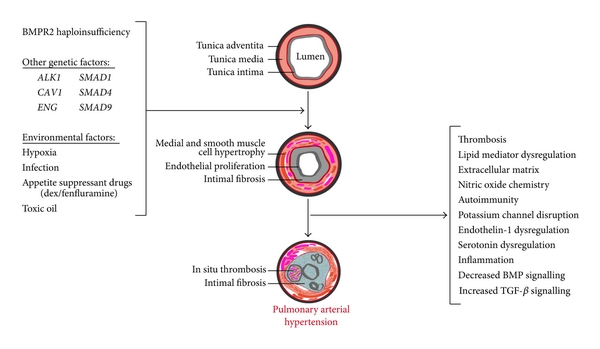 BMPR2 haploinsufficiency
Other genetic factors:
ALK1 SMAD1
CAV1 SMAD4
ENG SMAD9
Environmental factors:
Hypoxia
Infection
Appetite suppressant drugs
(dex/fenfluramine)
Toxic oil
Tunica adventita
Tunica media
Tunica intima
Lumen
Medial and smooth muscle
cell hypertrophy
Endothelial proliferation
Intimal fibrosis
In situ thrombosis
Intimal fibrosis
Pulmonary arterial
hypertension
Thrombosis
Lipid mediator dysregulation
Extracellular matrix
Nitric oxide chemistry
Autoimmunity
Potassium channel disruption
Endothelin-1 dysregulation
Serotonin dysregulation
Inflammation
Decreased BMP signalling
Increased TGF-β signalling